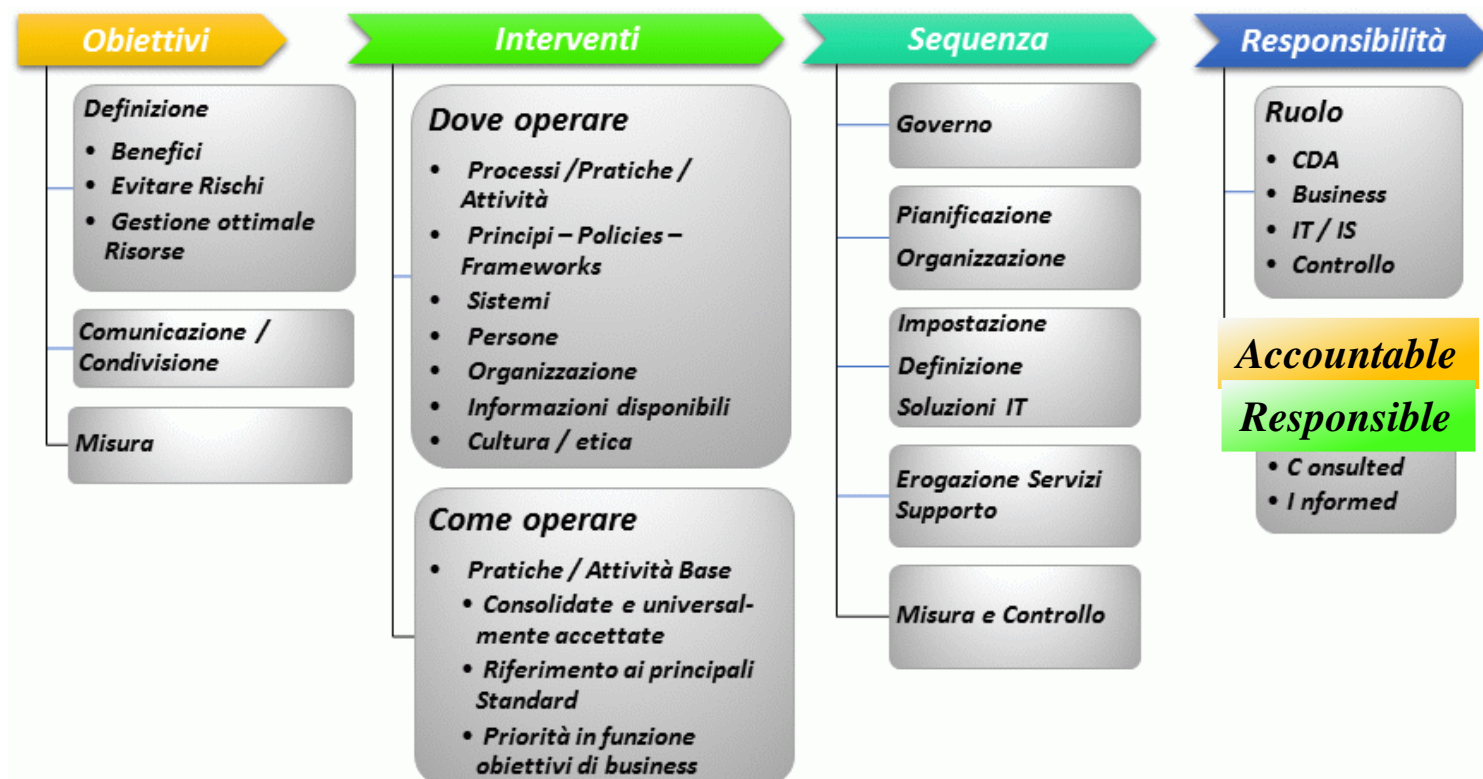 Obiettivi
Definizione
• Benefici
• Evitare Rischi
• Gestione ottimale
Risorse
Comunicazione /
Condivisione
Misura
Interventi
Dove operare
• Processi /Pratiche /
Attività
• Principi – Policies –
Frameworks
• Sistemi
• Persone
• Organizzazione
• Informazioni disponibili
• Cultura / etica
Come operare
• Pratiche / Attività Base
• Consolidate e universal-
mente accettate
• Riferimento ai principali
Standard
• Priorità in funzione
obiettivi di business
Sequenza
Governo
Pianificazione
Organizzazione
Impostazione
Definizione
Soluzioni IT
Erogazione Servizi
Supporto
Misura e Controllo
Responsibilità
Ruolo
• CDA
• Business
• IT / IS
• Controllo
Accountable
Responsible
• C onsulted
• I nformed